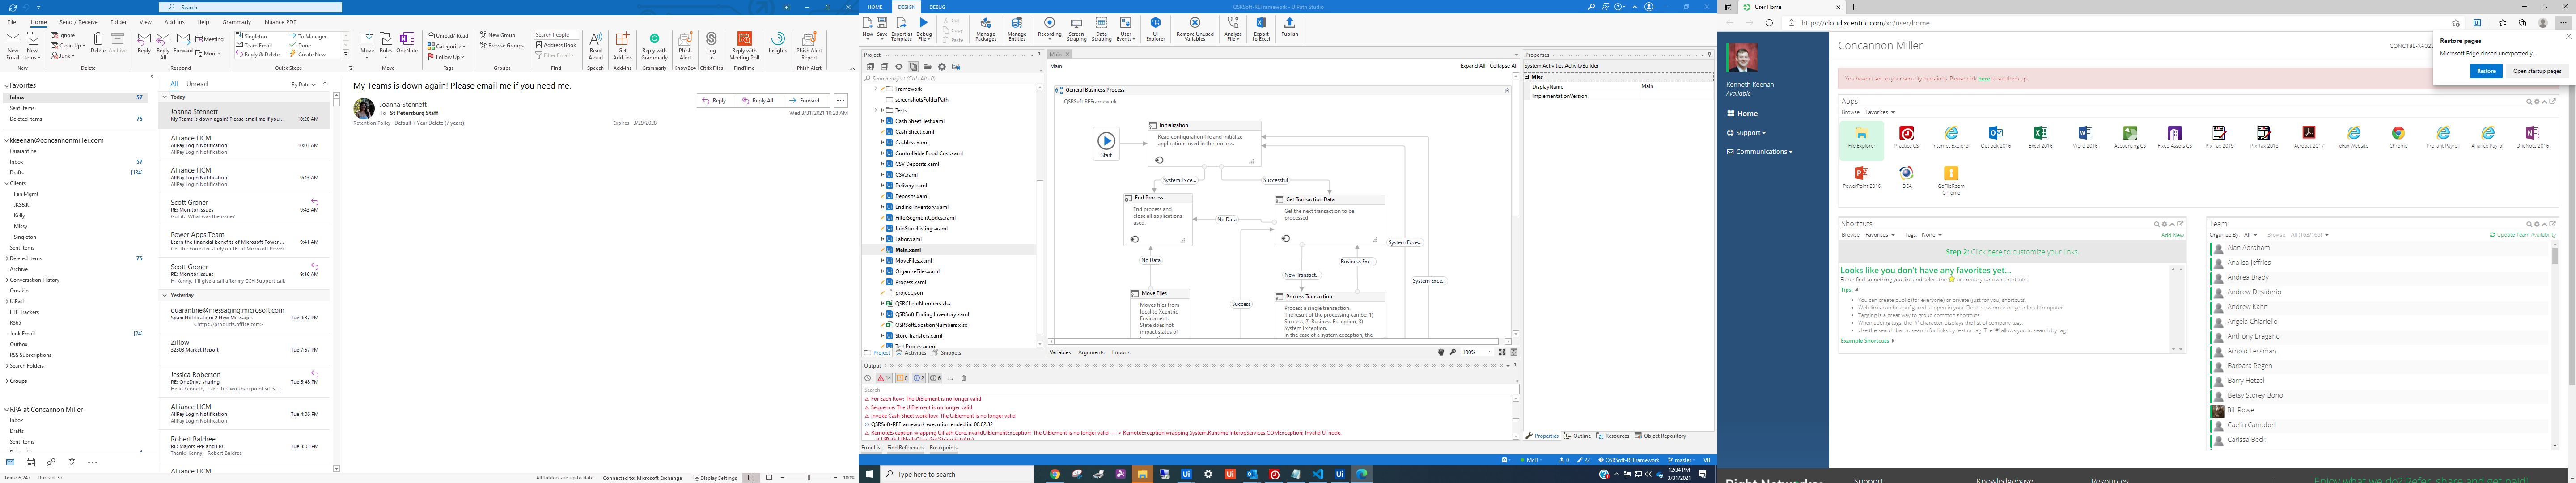 Search
File Home Send / Receive Folder View Add-ins Help Grammarly Nuance PDF
New Email
New Items
Ignore
Clean Up
Junk
Delete Archive
Reply Reply All Forward
Meeting
More
Singleton
Team Email
Reply & Delete
To Manager
Done
Create New
Move Rules OneNote
Unread/ Read
Categorize
Follow Up
New Group
Browse Groups
Search People
Address Book
Filter Email
Read Aloud
Get Add-ins
Reply with Grammarly
Phish Alert
Log In
Reply with Meeting Poll
Insights
Phish Alert Report
New Delete Respond Quick Steps Move Tags Groups Find Speech Add-ins Grammarly KnowBe4 Citrix Files FindTime Phish Alert
Favorites
Inbox 57
Sent Items
Deleted Items 75
kkeenan@concannonmiller.com
Quarantine
Inbox 57
Drafts [134]
Clients
Fan Mgmt
JKS&K
Kelly
Missy
Singleton
Sent Items
Deleted Items 75
Archive
Conversation History
Omakin
UiPath
FTE Trackers
R365
Junk Email [24]
Outbox
RSS Subscriptions
Search Folders
Groups
RPA at Concannon Miller
Inbox
Drafts
Sent Items
Items: 6,247 Unread: 57
All Unread By Date
Today
Joanna Stennett
My Teams is down again! Please email me if you ... 10:28 AM
Alliance HCM
AllPay Login Notification 10:03 AM
AllPay Login Notification
Alliance HCM
AllPay Login Notification 9:43 AM
AllPay Login Notification
Scott Groner
RE: Monitor issues 9:43 AM
Got it. What was the issue?
Power Apps Team
Learn the financial benefits of Microsoft Power ... 9:41 AM
Get the Forrester study on TEI of Microsoft Power
Scott Groner
RE: Monitor issues 9:16 AM
Hi Kenny, I'll give a call after my CCH Support call.
Yesterday
quarantine@messaging.microsoft.com
Spam Notification: 2 New Messages Tue 9:37 PM
<https://products.office.com>
Zillow
32303 Market Report Tue 7:57 PM
Jessica Roberson
RE: OneDrive sharing Tue 5:48 PM
Hello Kenneth, I see the two sharepoint sites. I
Alliance HCM
AllPay Login Notification Tue 4:06 PM
AllPay Login Notification
Robert Baldree
RE: Majors PPP and ERC Tue 3:01 PM
Thanks Kenny. Robert Baldree
Alliance HCM
My Teams is down again! Please email me if you need me.
Joanna Stennett
To St Petersburg Staff
Retention Policy Default 7 Year Delete (7 years) Expires 3/29/2028
Reply Reply All Forward
Wed 3/31/2021 10:28 AM
All folders are up to date. Connected to: Microsoft Exchange Display Settings 100%
HOME DESIGN DEBUG
QSRSoft-REFramework - UiPath Studio
New Save Export as Template Debug File
Cut
Copy
Paste
Manage Packages
Manage Entities
Recording
Screen Scraping
Data Scraping
User Events
UI Explorer
Remove Unused Variables
Analyze File
Export to Excel
Publish
Project
Search project (Ctrl+Alt+P)
Framework
screenshotsFolderPath
Tests
Cash Sheet Test.xaml
Cash Sheet.xaml
Cashless.xaml
Controllable Food Cost.xaml
CSV Deposits.xaml
CSV.xaml
Delivery.xaml
Deposits.xaml
Ending Inventory.xaml
FilterSegmentCodes.xaml
JoinStoreListings.xaml
Labor.xaml
Main.xaml
MoveFiles.xaml
OrganizeFiles.xaml
Process.xaml
project.json
QSRClientNumbers.xlsx
QSRSoft Ending Inventory.xaml
QSRSoftLocationNumbers.xlsx
Store Transfers.xaml
Test Process.xaml
Project Activities Snippets
Main
Main Expand All Collapse All
General Business Process
QSRSoft REFramework
Start
Initialization
Read configuration file and initialize applications used in the process.
System Exce... Successful
End Process
End process and close all applications used.
No Data
Get Transaction Data
Get the next transaction to be processed.
System Exce...
No Data
New Transact...
Business Exc...
System Exce...
Move Files
Moves files from local to Xcentric Enviroment.
State does not impact status of
Success
Process Transaction
Process a single transaction.
The result of the processing can be: 1)
Success, 2) Business Exception, 3)
System Exception.
In the case of a system exception, the
Variables Arguments Imports 100%
Output
14 0 2 6
Search
For Each Row: The UiElement is no longer valid
Sequence: The UiElement is no longer valid
Invoke Cash Sheet workflow: The UiElement is no longer valid
QSRSoft-REFramework execution ended in: 00:02:32
RemoteException wrapping UiPath.Core.InvalidUiElementException: The UiElement is no longer valid ---> RemoteException wrapping System.Runtime.InteropServices.COMException: Invalid UI node.
Error List Find References Breakpoints
Properties
System.Activities.ActivityBuilder
Misc
DisplayName Main
ImplementationVersion
Properties Outline Resources Object Repository
McD 0 22 QSRSoft-REFramework master VB
Type here to search
12:34 PM
3/31/2021
User Home
https://cloud.xcentric.com/xc/user/home
Restore pages
Microsoft Edge closed unexpectedly.
Restore Open startup pages
Kenneth Keenan
Available
Home
Support
Communications
Concannon Miller
You haven't set up your security questions. Please click here to set them up.
Apps
Browse: Favorites
File Explorer Practice CS Internet Explorer Outlook 2016 Excel 2016 Word 2016 Accounting CS Fixed Assets CS Pfx Tax 2019 Pfx Tax 2018 Acrobat 2017 eFax Website Chrome Proliant Payroll Alliance Payroll OneNote 2016
PowerPoint 2016 IDEA GoFileRoom Chrome
Shortcuts
Browse: Favorites Tags: None Add New
Step 2: Click here to customize your links.
Looks like you don't have any favorites yet...
Either find something you like and select the or create your own shortcuts
Tips:
You can create public (for everyone) or private (just for you) shortcuts.
Web links can be configured to open in your Cloud session or on your local computer.
Tagging is a great way to group common shortcuts.
When adding tags, the '#' character displays the list of company tags
Use the search bar to search for links by text or tag. The '#' allows you to search by tag
Example Shortcuts
Team
Organize By: All Browse: All (163/165) Update Team Availability
Alan Abraham
Analisa Jeffries
Andrea Brady
Andrew Desiderio
Andrew Kahn
Angela Chiariello
Anthony Bragano
Arnold Lessman
Barbara Regen
Barry Hetzel
Betsy Storey-Bono
Bill Rowe
Caelin Campbell
Carissa Beck
Right Networks Support Knowledgebase Resources Enjoy what we do? Refer, share and get paid!